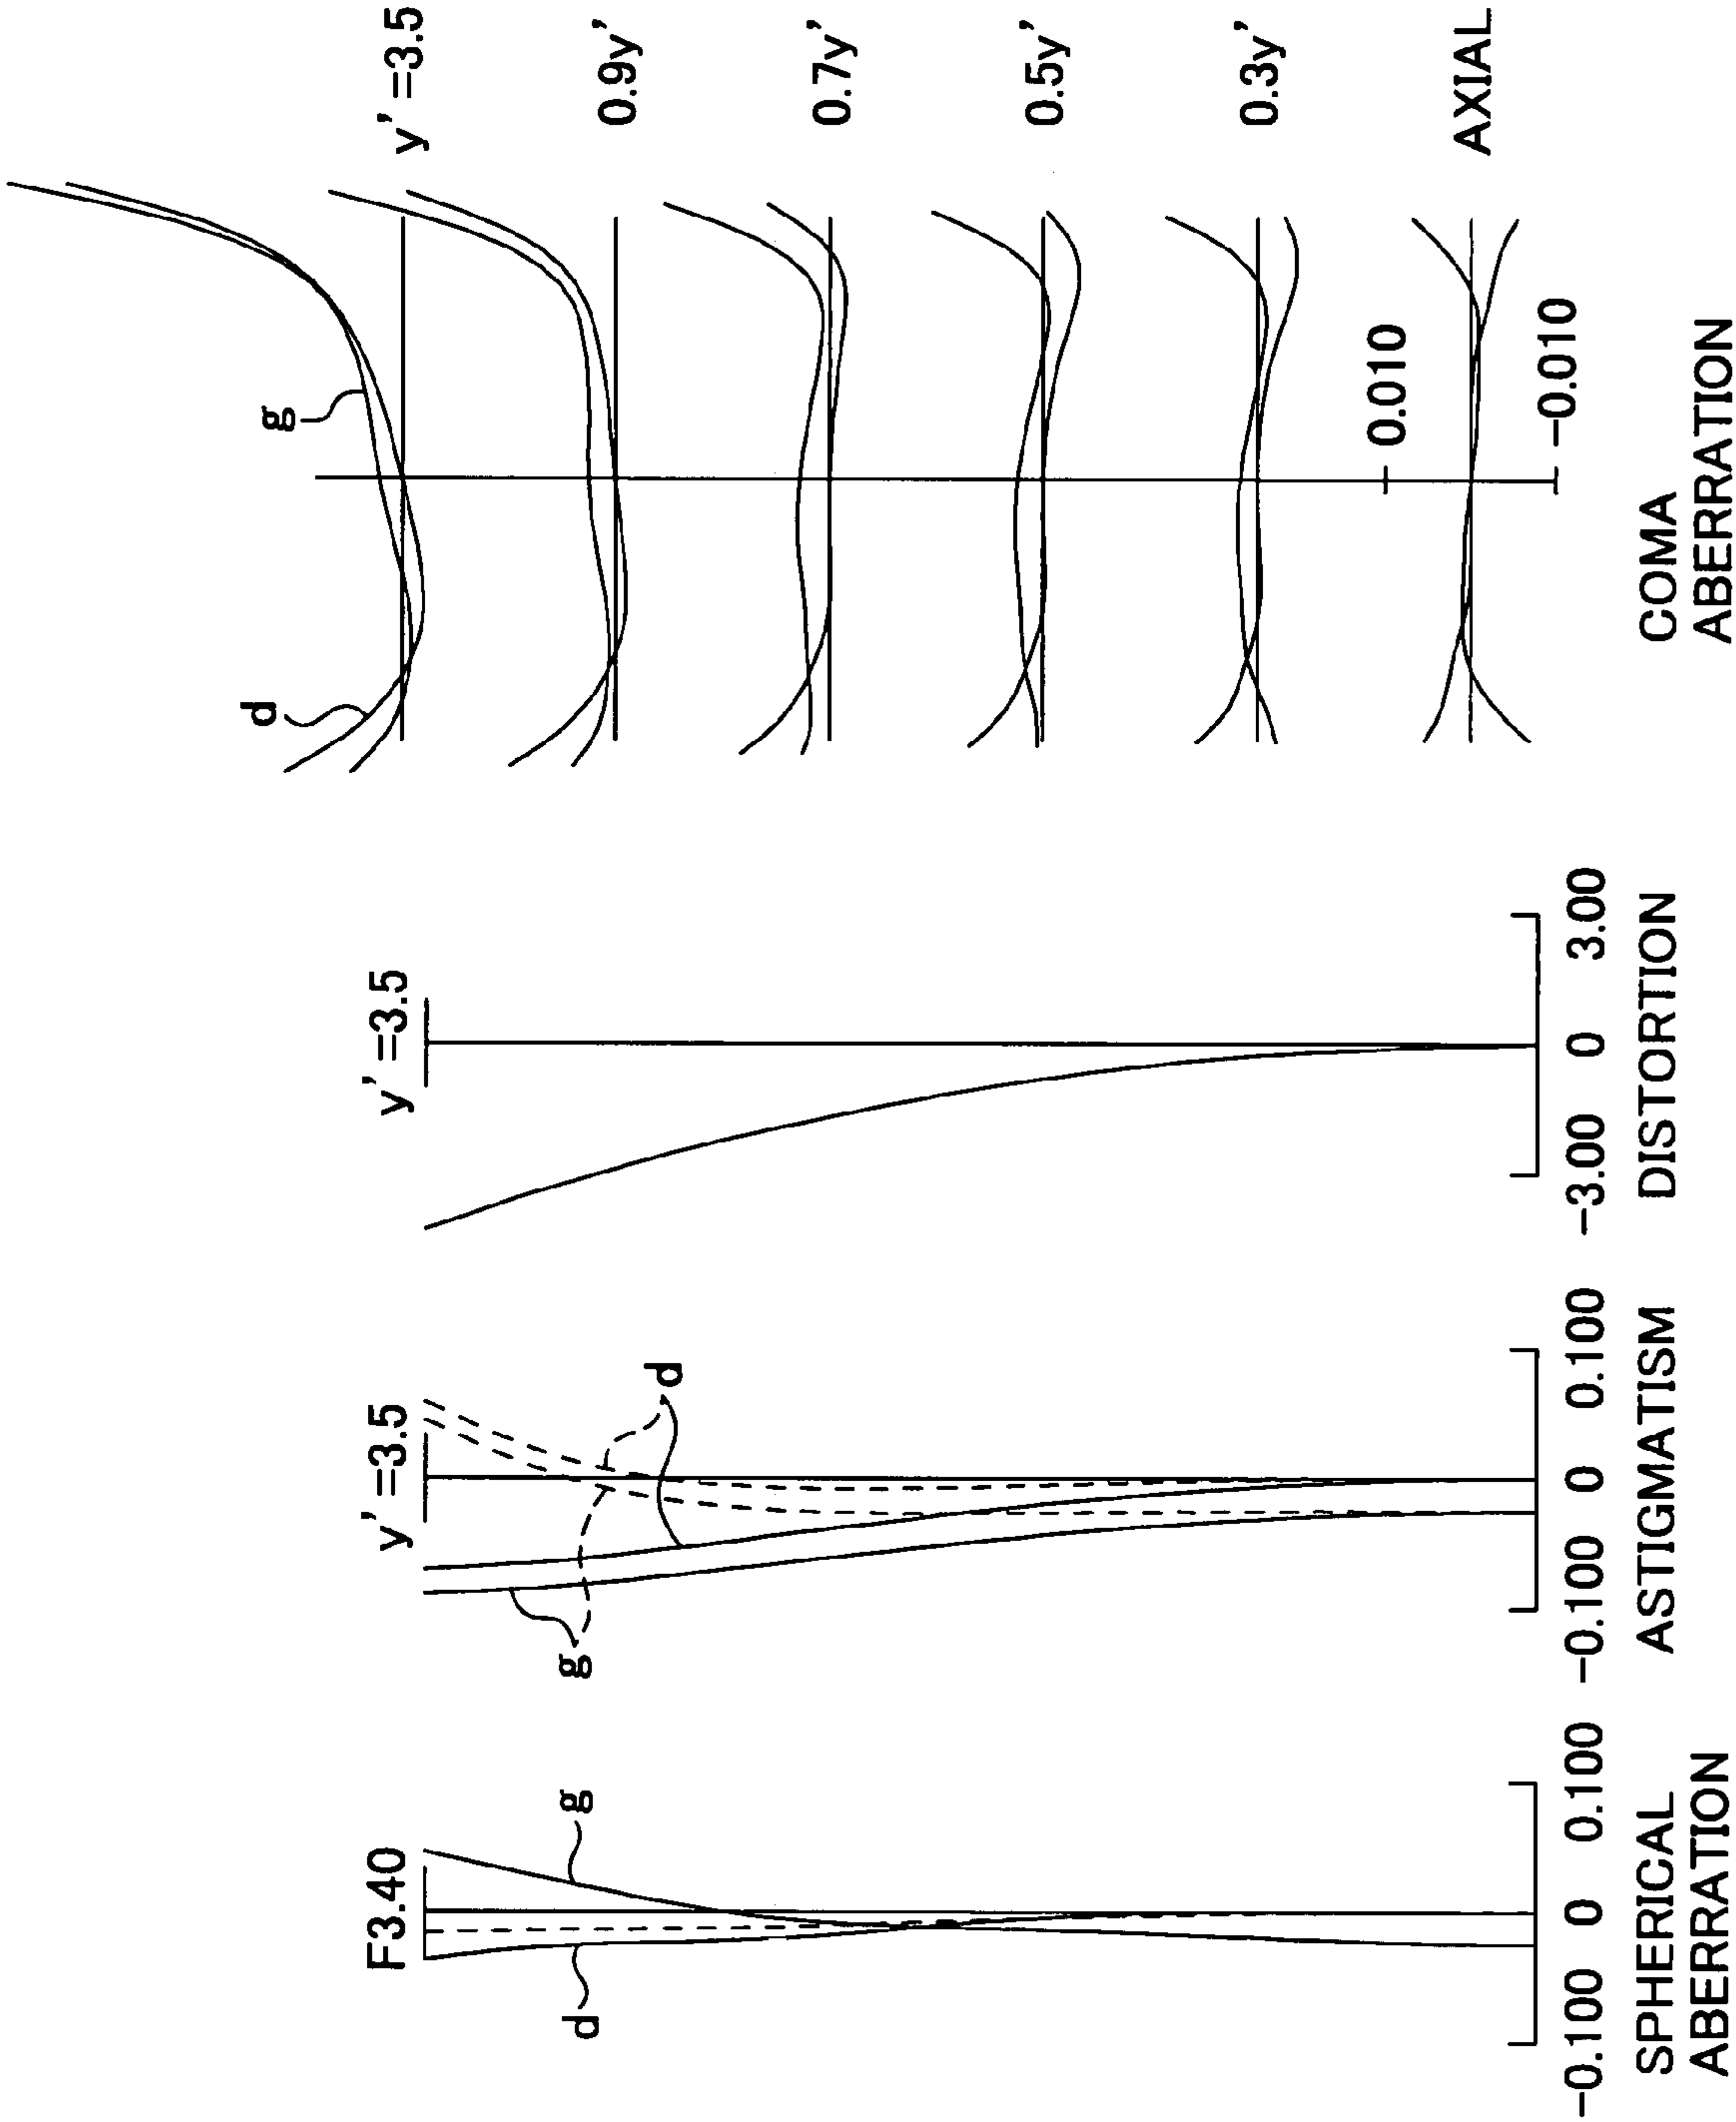 F3.40
g
d
-0.100 0 0.100
SPHERICAL
ABERRATION
y'=3.5
g
d
-0.100 0 0.100
ASTIGMATISM
y'=3.5
-3.00 0 3.00
DISTORTION
d
g
y'=3.5
0.9y'
0.7y'
0.5y'
0.3y'
0.010
AXIAL
-0.010
COMA
ABERRATION